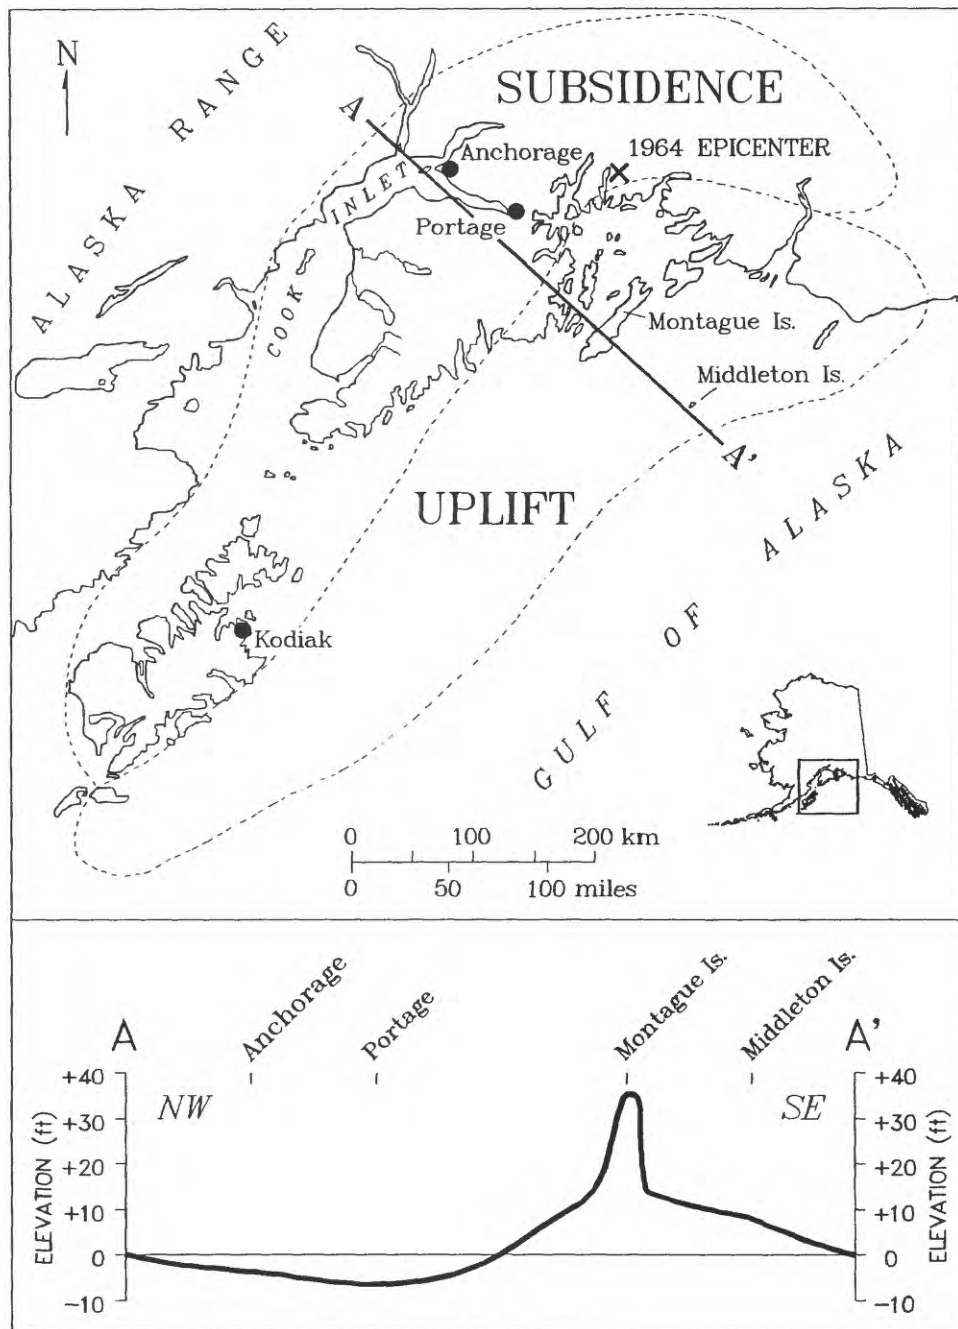 N
ALASKA RANGE
A
SUBSIDENCE
Anchorage
1964 EPICENTER
COOK INLET
Portage
Montague Is.
Middleton Is.
A'
UPLIFT
GULF OF ALASKA
Kodiak
0 100 200 km
0 50 100 miles
A
Anchorage
Portage
Montague Is.
Middleton Is.
A'
NW
SE
ELEVATION (ft)
+40
+30
+20
+10
0
-10
+40
+30
+20
+10
0
-10
ELEVATION (ft)